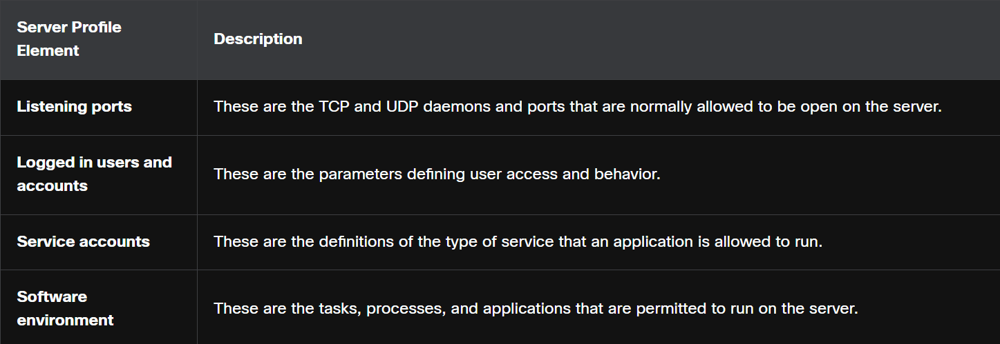 Server Profile
Element
Description
Listening ports
These are the TCP and UDP daemons and ports that are normally allowed to be open on the server.
Logged in users and
accounts
These are the parameters defining user access and behavior.
Service accounts
These are the definitions of the type of service that an application is allowed to run.
Software
environment
These are the tasks, processes, and applications that are permitted to run on the server.